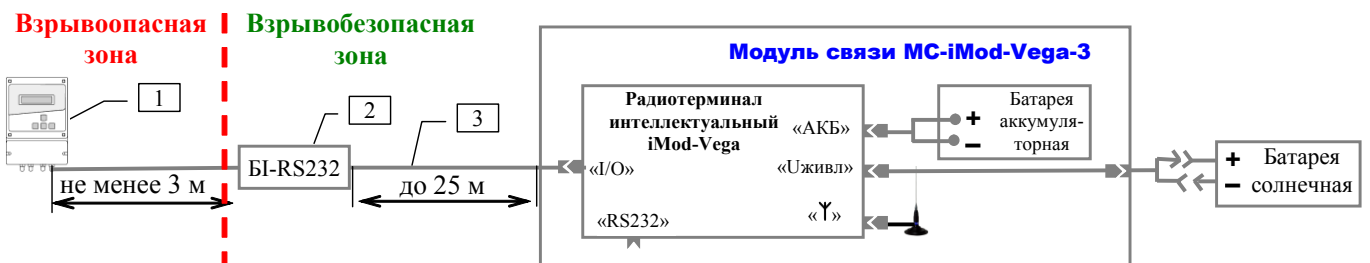 Взрывоопасная
зона
Взрывобезопасная
зона
Модуль связи МС-iMod-Vega-3
1
2
3
БІ-RS232
не менее 3 м
до 25 м
Радиотерминал
интеллектуальный
iMod-Vega
«АКБ»
«I/O»
«Uживл»
«RS232»
«Y»
Батарея
+ аккумуля-
– торная
+ Батарея
– солнечная